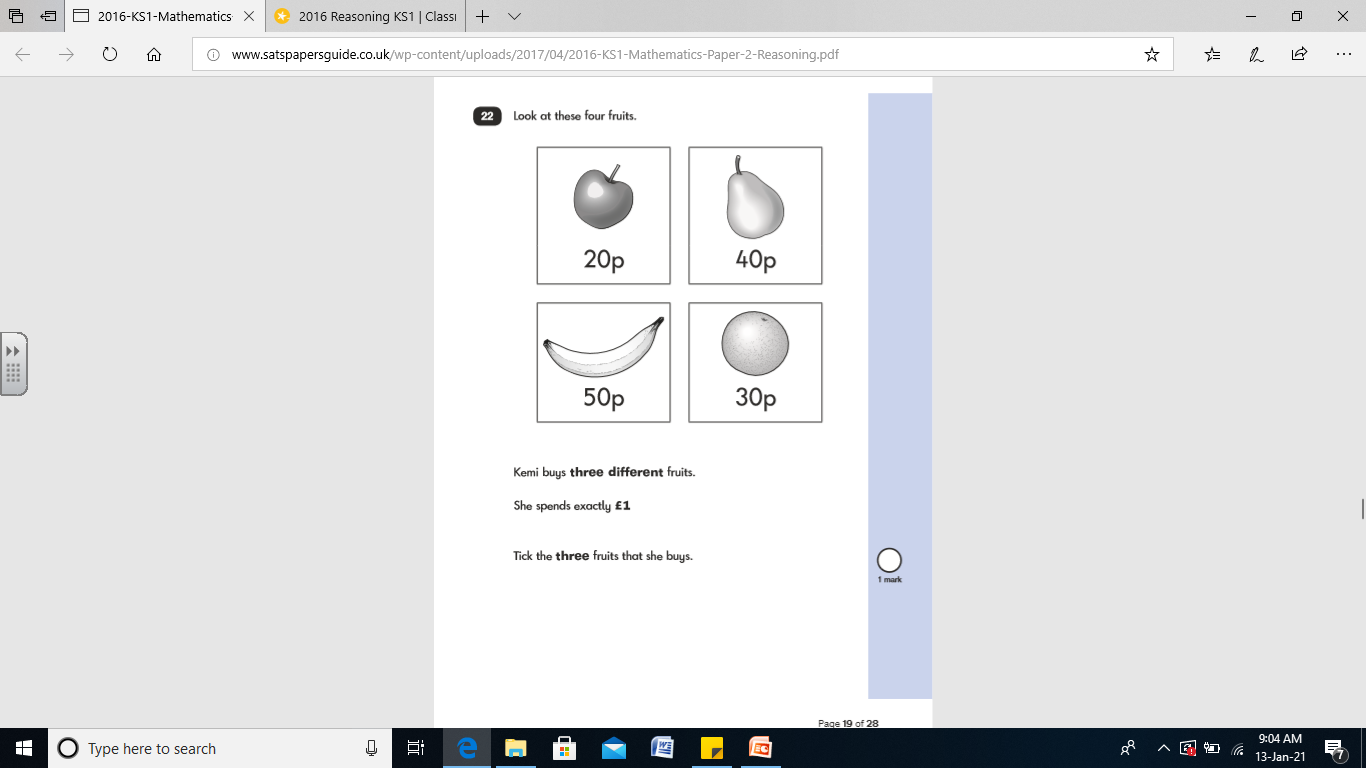 2016-KS1-Mathematics-
2016 Reasoning KS1 | Classr
www.satspapersguide.co.uk/wp-content/uploads/2017/04/2016-KS1-Mathematics-Paper-2-Reasoning.pdf
22 Look at these four fruits.
20p 40p
50p 30p
Kemi buys three different fruits.
She spends exactly £1
Tick the three fruits that she buys.
1 mark
Page 19 of 28
Type here to search
9:04 AM
13-Jan-21
7